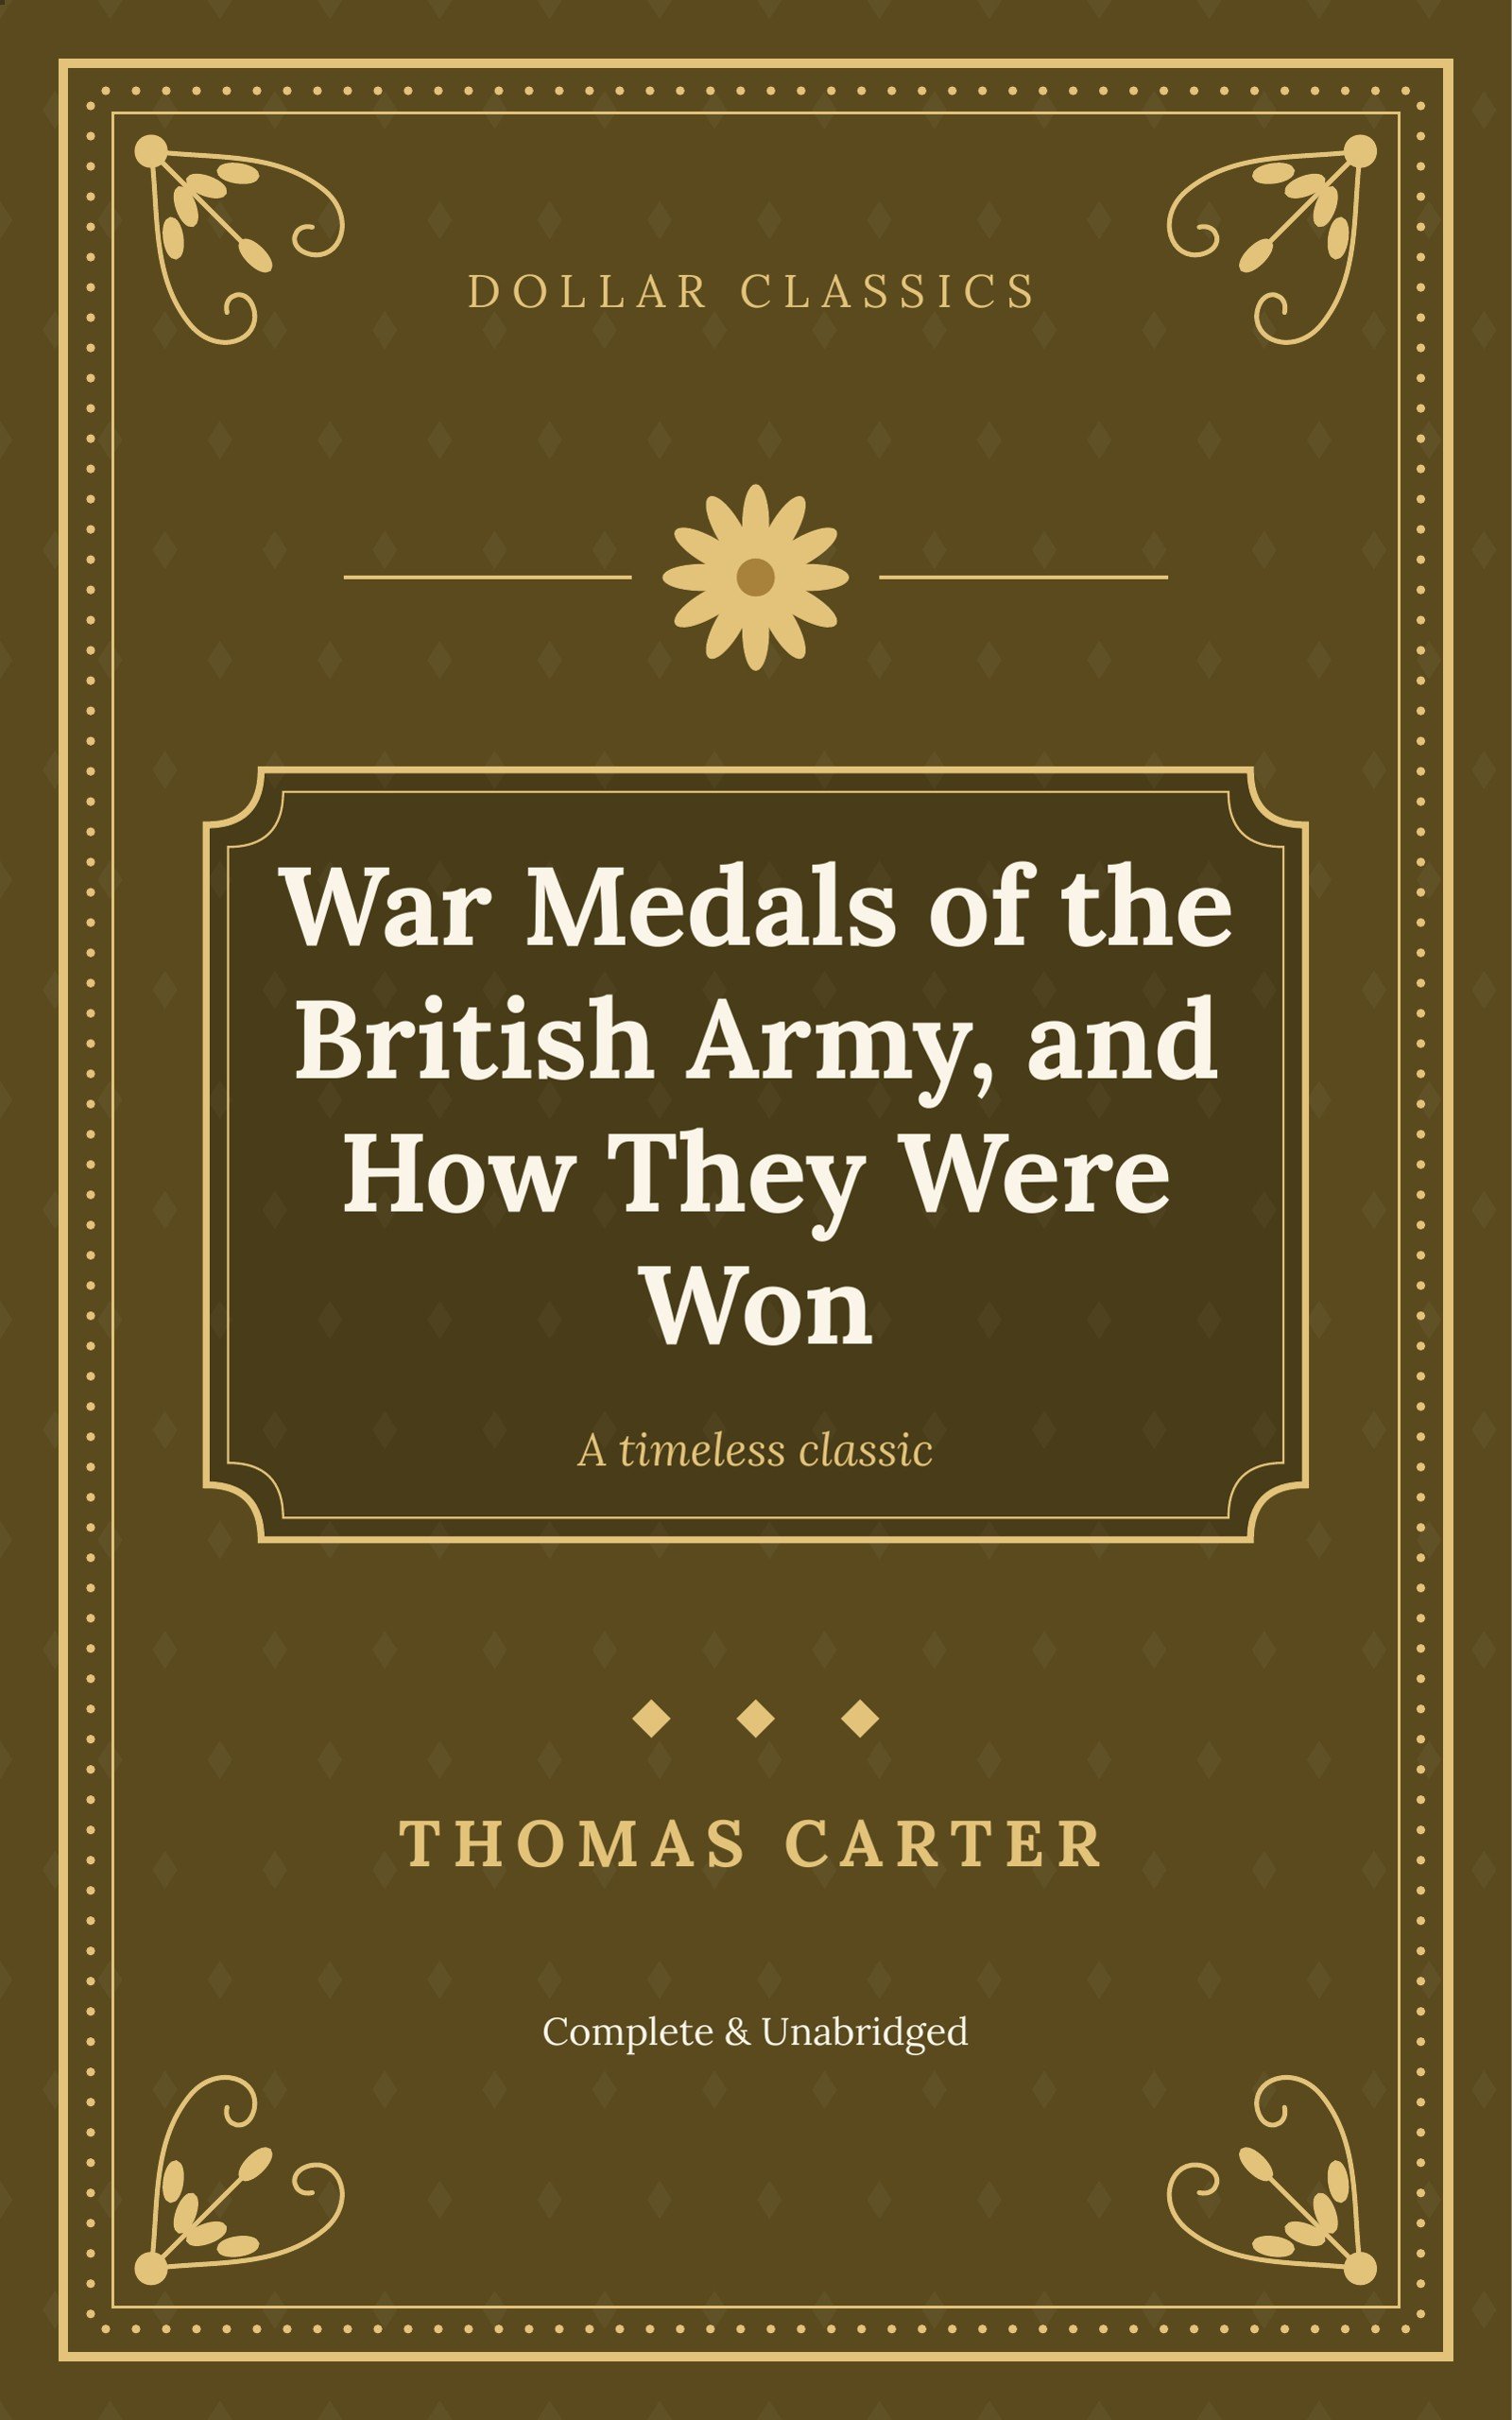 DOLLAR CLASSICS
War Medals of the
British Army, and
How They Were
Won
A timeless classic
THOMAS CARTER
Complete & Unabridged